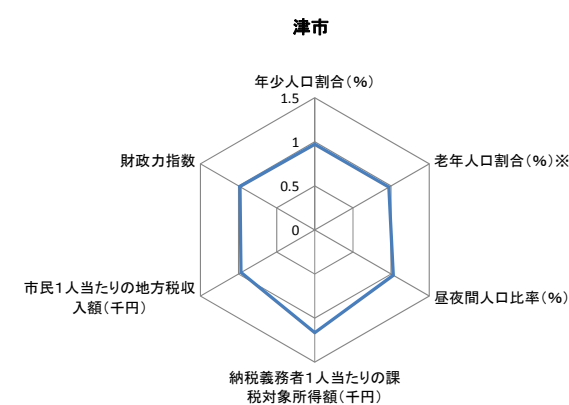 津市
年少人口割合(%)
1.5
1
0.5
0
老年人口割合(%)※
財政力指数
昼夜間人口比率(%)
市民1人当たりの地方税収
入額(千円)
納税義務者1人当たりの課
税対象所得額(千円)